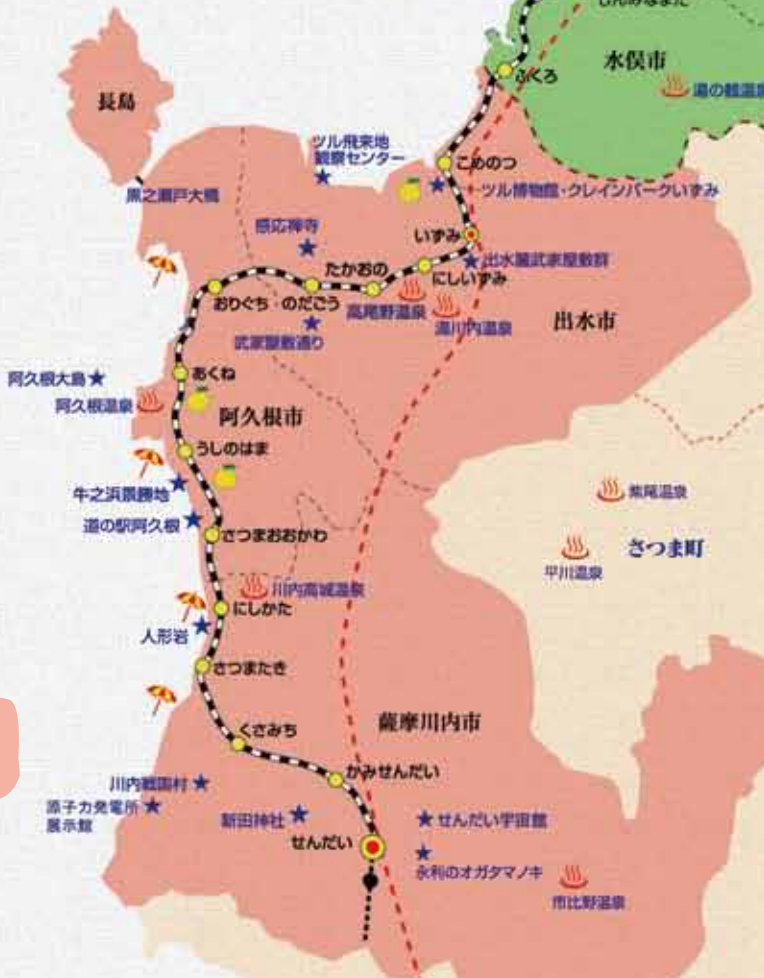 しんみなまた
水俣市
ふくろ
湯の鶴温泉
長島
ツル飛来地
観察センター
こめのつ
黒之瀬戸大橋
ツル博物館・クレインパークいずみ
感応禅寺
いずみ
出水麓武家屋敷群
たかおの
にしいずみ
おりぐち
のだごう
高尾野温泉
湯川内温泉
出水市
武家屋敷通り
阿久根大島
あくね
阿久根温泉
阿久根市
うしのはま
牛之浜景勝地
紫尾温泉
道の駅阿久根
さつまおおかわ
さつま町
平川温泉
川内高城温泉
にしかた
人形岩
さつまたき
薩摩川内市
くさみち
かみせんだい
川内戦国村
原子力発電所
展示館
新田神社
せんだい宇宙館
せんだい
永利のオガタマノキ
市比野温泉